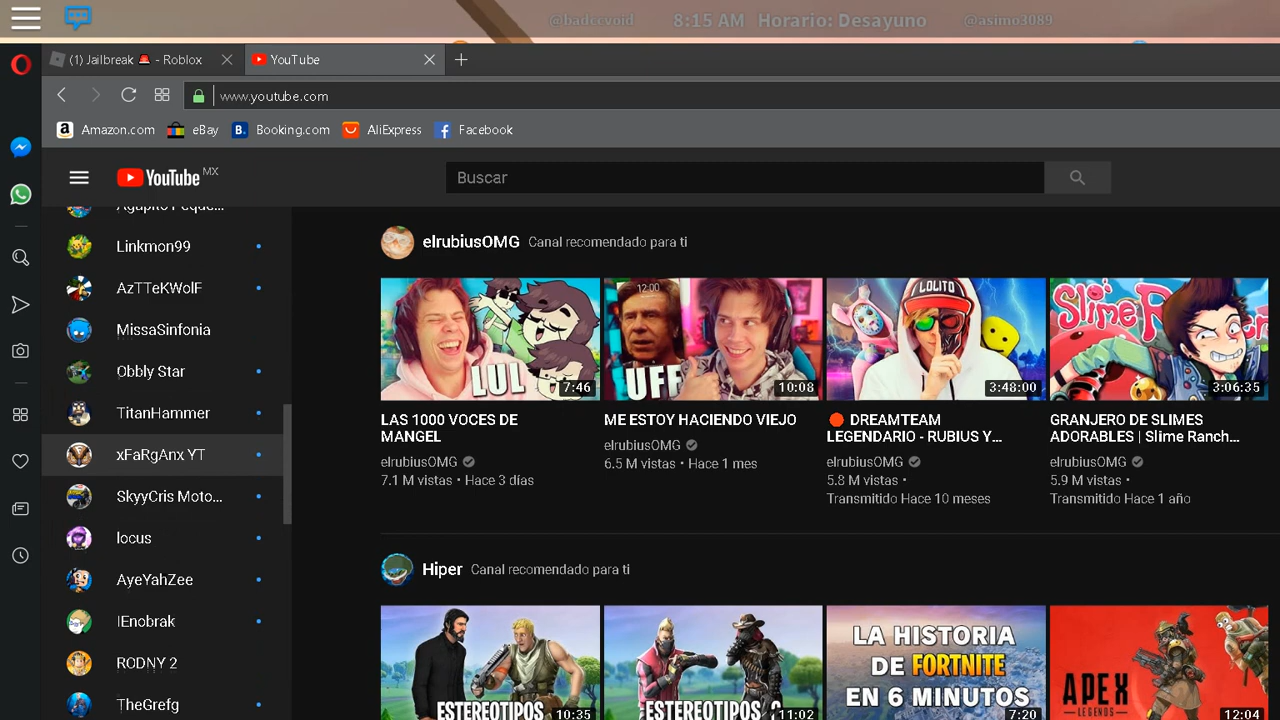 @badccvoid 8:15 AM Horario: Desayuno @asimo3089
(1) Jailbreak 🚨 - Roblox
YouTube
www.youtube.com
Amazon.com eBay Booking.com AliExpress Facebook
YouTube MX
Buscar
Linkmon99
AzTTeKWolF
MissaSinfonia
Obbly Star
TitanHammer
xFaRgAnx YT
SkyyCris Moto...
locus
AyeYahZee
IEnobrak
RODNY 2
TheGrefg
elrubiusOMG Canal recomendado para ti
LUL
7:46
LAS 1000 VOCES DE
MANGEL
elrubiusOMG
7.1 M vistas • Hace 3 días
12:00
UFF
10:08
ME ESTOY HACIENDO VIEJO
elrubiusOMG
6.5 M vistas • Hace 1 mes
LOLITO
3:48:00
🛑 DREAMTEAM
LEGENDARIO - RUBIUS Y...
elrubiusOMG
5.8 M vistas •
Transmitido Hace 10 meses
Slime
3:06:35
GRANJERO DE SLIMES
ADORABLES | Slime Ranch...
elrubiusOMG
5.9 M vistas •
Transmitido Hace 1 año
Hiper Canal recomendado para ti
ESTEREOTIPOS
10:35
ESTEREOTIPOS 2
11:02
LA HISTORIA
DE FORTNITE
EN 6 MINUTOS
7:20
APEX
LEGENDS
12:04